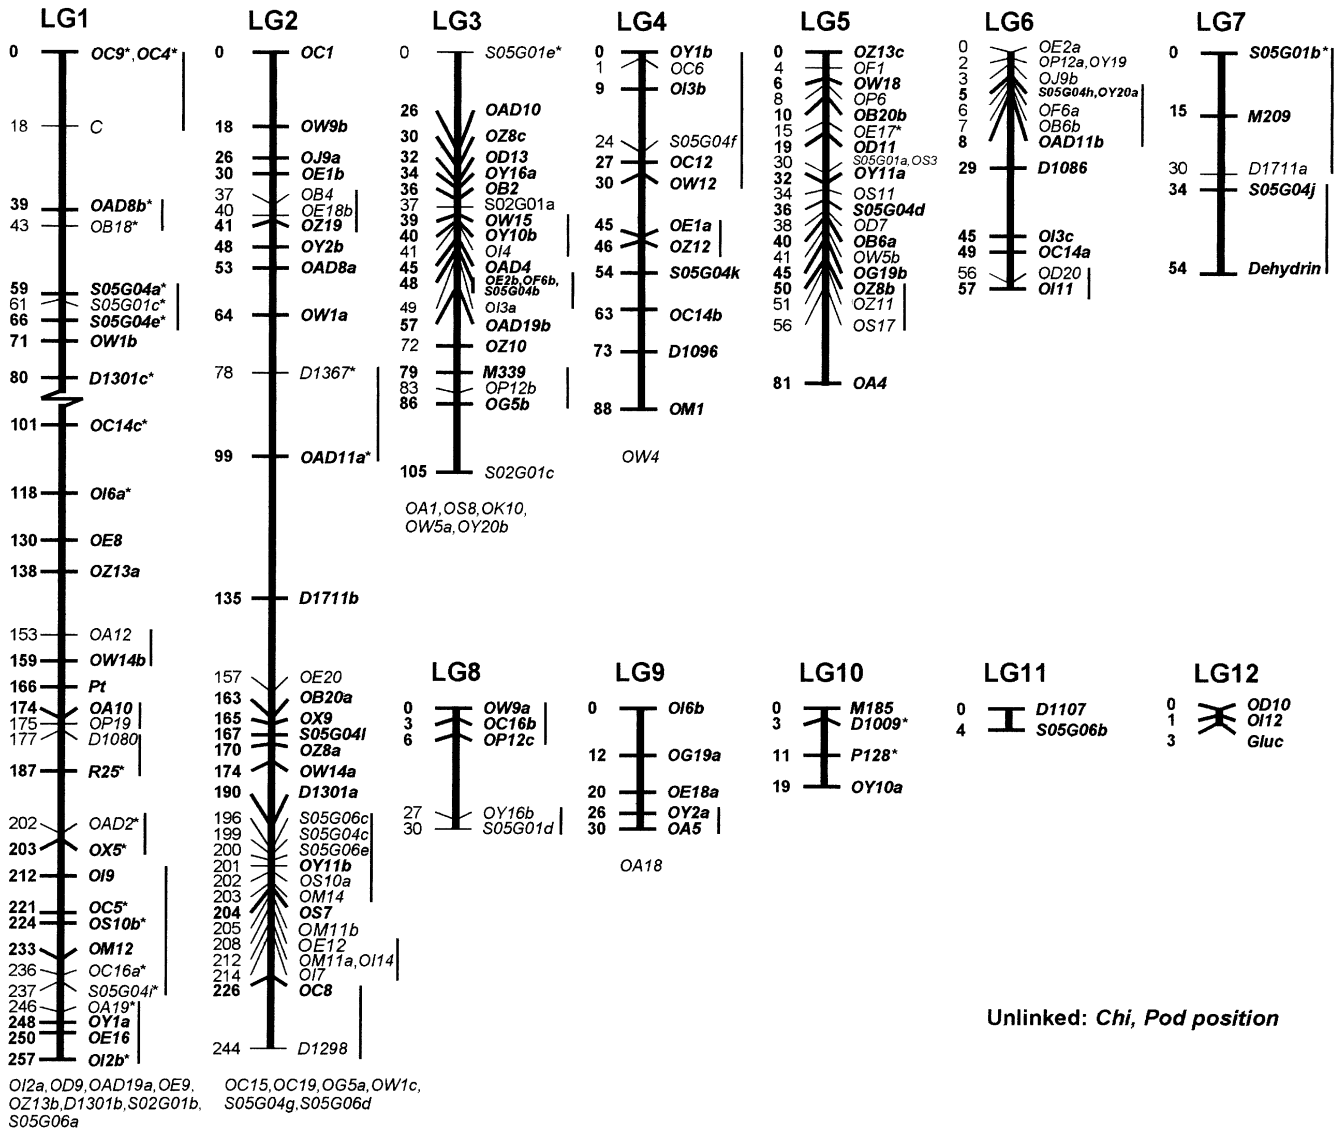 LG1
0 OC9*, OC4*
18 C
39 OAD8b*
43 OB18*
59 S05G04a*
61 S05G01c*
66 S05G04e*
71 OW1b
80 D1301c*
101 OC14c*
118 OI6a*
130 OE8
138 OZ13a
153 OA12
159 OW14b
166 Pt
174 OA10
175 OP19
177 D1080
187 R25*
202 OAD2*
203 OX5*
212 OI9
221 OC5*
224 OS10b*
233 OM12
236 OC16a*
237 S05G04i*
246 OA19*
248 OY1a
250 OE16
257 OI2b*
OI2a,OD9,OAD19a,OE9,
OZ13b,D1301b,S02G01b,
S05G06a
LG2
0 OC1
18 OW9b
26 OJ9a
30 OE1b
37 OB4
40 OE18b
41 OZ19
48 OY2b
53 OAD8a
64 OW1a
78 D1367*
99 OAD11a*
135 D1711b
157 OE20
163 OB20a
165 OX9
167 S05G04l
170 OZ8a
174 OW14a
190 D1301a
196 S05G06c
199 S05G04c
200 S05G06e
201 OY11b
202 OS10a
203 OM14
204 OS7
205 OM11b
208 OE12
212 OM11a,OI14
214 OI7
226 OC8
244 D1298
OC15,OC19,OG5a,OW1c,
S05G04g,S05G06d
LG3
0 S05G01e*
26 OAD10
30 OZ8c
32 OD13
34 OY16a
36 OB2
37 S02G01a
39 OW15
40 OY10b
41 OI4
45 OAD4
48 OE2b,OF6b,
S05G04b
49 OI3a
57 OAD19b
72 OZ10
79 M339
83 OP12b
86 OG5b
105 S02G01c
OA1,OS8,OK10,
OW5a,OY20b
LG4
0 OY1b
1 OC6
9 OI3b
24 S05G04f
27 OC12
30 OW12
45 OE1a
46 OZ12
54 S05G04k
63 OC14b
73 D1096
88 OM1
OW4
LG5
0 OZ13c
4 OF1
6 OW18
8 OP6
10 OB20b
15 OE17*
19 OD11
30 S05G01a,OS3
32 OY11a
34 OS11
36 S05G04d
38 OD7
40 OB6a
41 OW5b
45 OG19b
50 OZ8b
51 OZ11
56 OS17
81 OA4
LG6
0 OE2a
2 OP12a,OY19
3 OJ9b
5 S05G04h,OY20a
6 OF6a
7 OB6b
8 OAD11b
29 D1086
45 OI3c
49 OC14a
56 OD20
57 OI11
LG7
0 S05G01b*
15 M209
30 D1711a
34 S05G04j
54 Dehydrin
LG8
0 OW9a
3 OC16b
6 OP12c
27 OY16b
30 S05G01d
LG9
0 OI6b
12 OG19a
20 OE18a
26 OY2a
30 OA5
OA18
LG10
0 M185
3 D1009*
11 P128*
19 OY10a
LG11
0 D1107
4 S05G06b
LG12
0 OD10
1 OI12
3 Gluc
Unlinked: Chi, Pod position